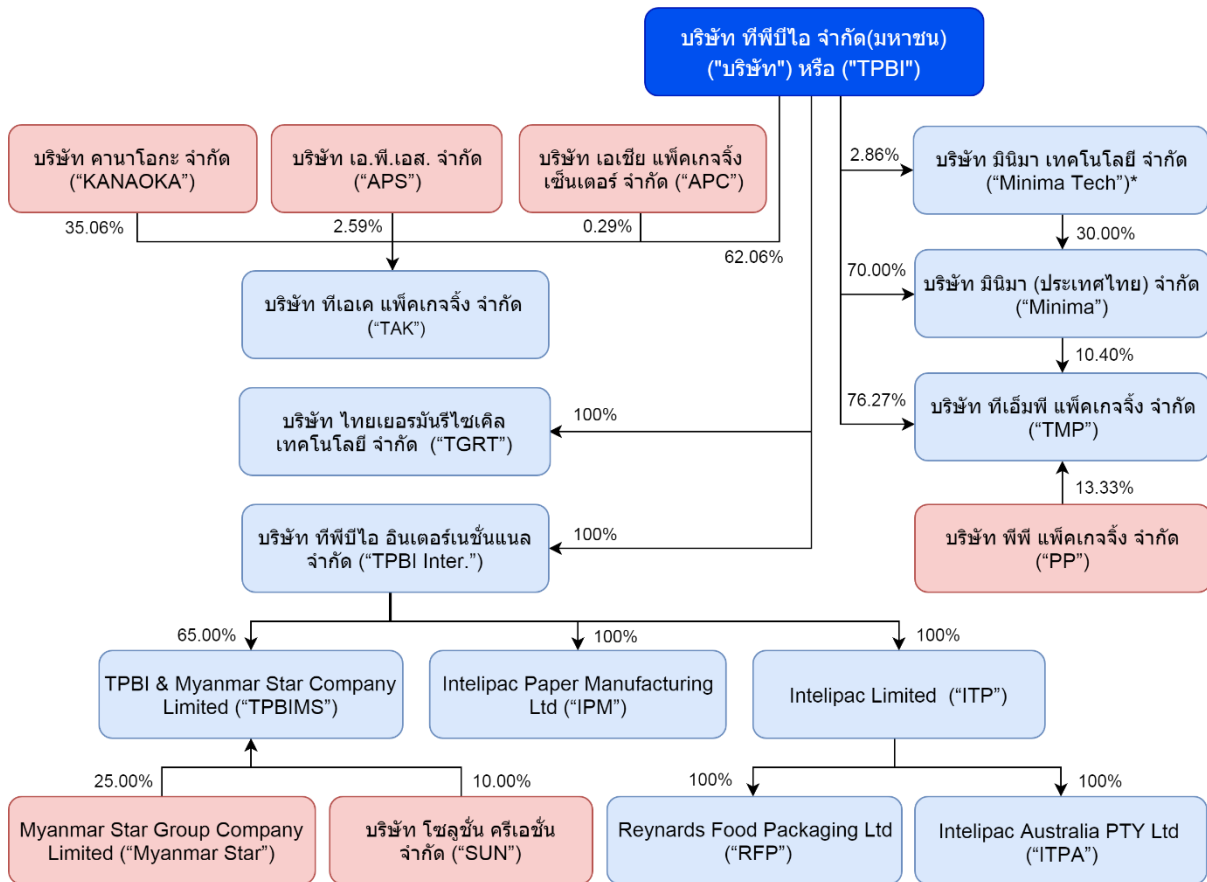 บริษัท ทีพีบีไอ จำกัด(มหาชน)
("บริษัท") หรือ ("TPBI")
บริษัท คานาโอกะ จำกัด
(“KANAOKA”)
บริษัท เอ.พี.เอส. จำกัด
(“APS”)
บริษัท เอเชีย แพ็คเกจจิ้ง
เซ็นเตอร์ จำกัด (“APC”)
2.86%
บริษัท มินิมา เทคโนโลยี จำกัด
(“Minima Tech”)*
35.06%
2.59%
0.29%
62.06%
30.00%
บริษัท ทีเอเค แพ็คเกจจิ้ง จำกัด
(“TAK”)
70.00%
บริษัท มินิมา (ประเทศไทย) จำกัด
(“Minima”)
10.40%
บริษัท ไทยเยอรมันรีไซเคิล
เทคโนโลยี จำกัด (“TGRT”)
100%
76.27%
บริษัท ทีเอ็มพี แพ็คเกจจิ้ง จำกัด
(“TMP”)
13.33%
บริษัท ทีพีบีไอ อินเตอร์เนชั่นแนล
จำกัด (“TPBI Inter.”)
100%
บริษัท พีพี แพ็คเกจจิ้ง จำกัด
(“PP”)
65.00%
100%
100%
TPBI & Myanmar Star Company
Limited (“TPBIMS”)
Intelipac Paper Manufacturing
Ltd (“IPM”)
Intelipac Limited (“ITP”)
25.00%
10.00%
100%
100%
Myanmar Star Group Company
Limited (“Myanmar Star”)
บริษัท โซลูชั่น ครีเอชั่น
จำกัด (“SUN”)
Reynards Food Packaging Ltd
(“RFP”)
Intelipac Australia PTY Ltd
(“ITPA”)